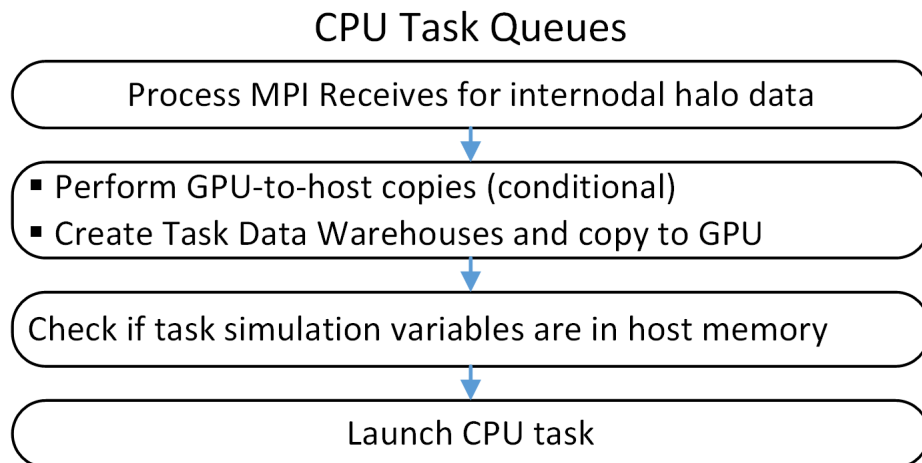 CPU Task Queues
Process MPI Receives for internodal halo data
▪ Perform GPU-to-host copies (conditional)
▪ Create Task Data Warehouses and copy to GPU
Check if task simulation variables are in host memory
Launch CPU task